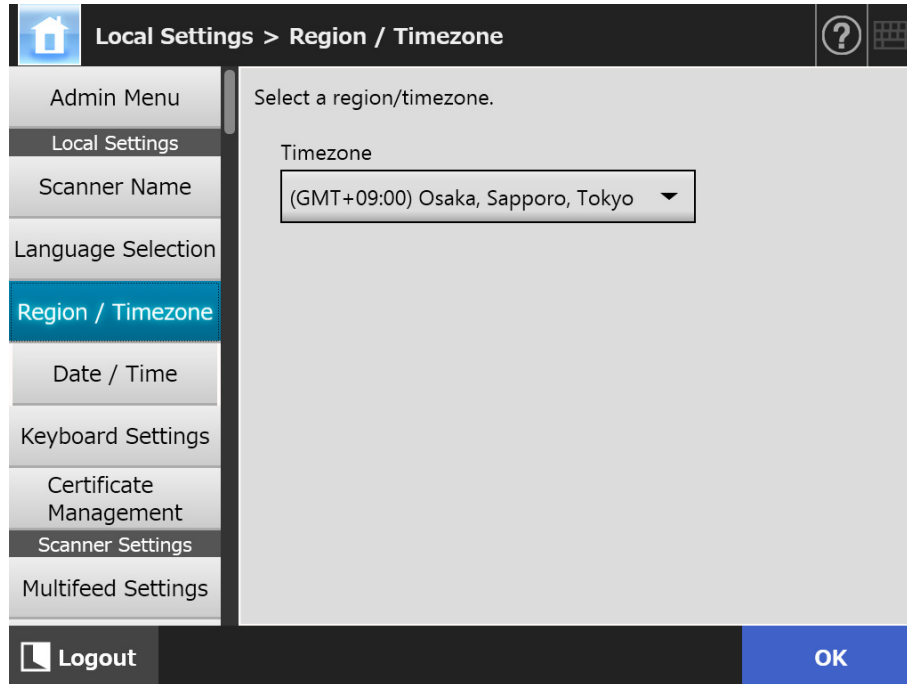 Local Settings > Region / Timezone
?
Admin Menu
Local Settings
Scanner Name
Language Selection
Region / Timezone
Date / Time
Keyboard Settings
Certificate
Management
Scanner Settings
Multifeed Settings
Select a region/timezone.
Timezone
(GMT+09:00) Osaka, Sapporo, Tokyo
Logout
OK